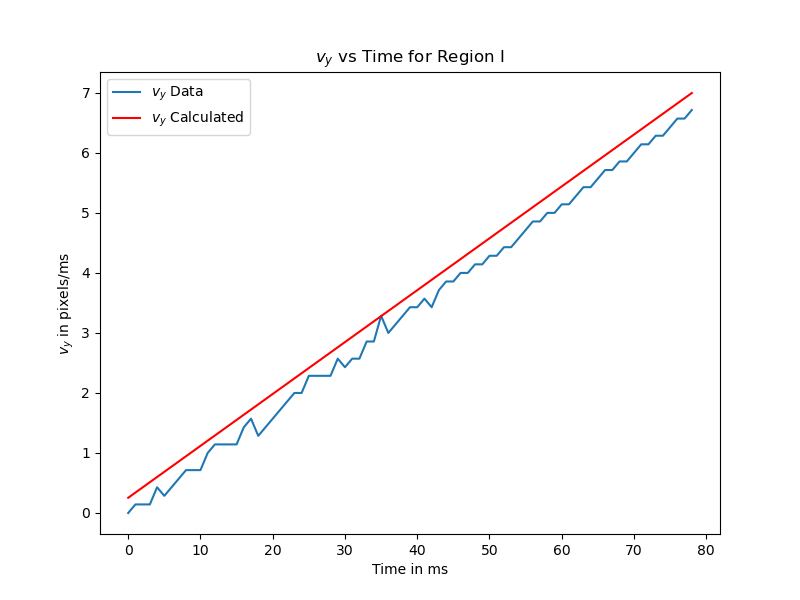 v_y vs Time for Region I
v_y Data
v_y Calculated
7
6
5
4
3
2
1
0
v_y in pixels/ms
0 10 20 30 40 50 60 70 80
Time in ms